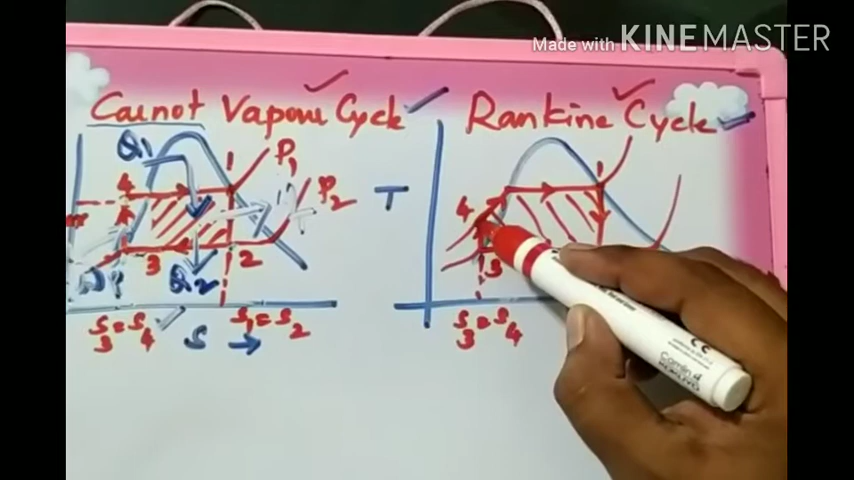 Made with KINEMASTER
Carnot Vapour Cycle
Rankine Cycle
Q1
1
P1
4
P2
T
1
4
3
2
Q2
3
S3=S4
S
S1=S2
S3=S4